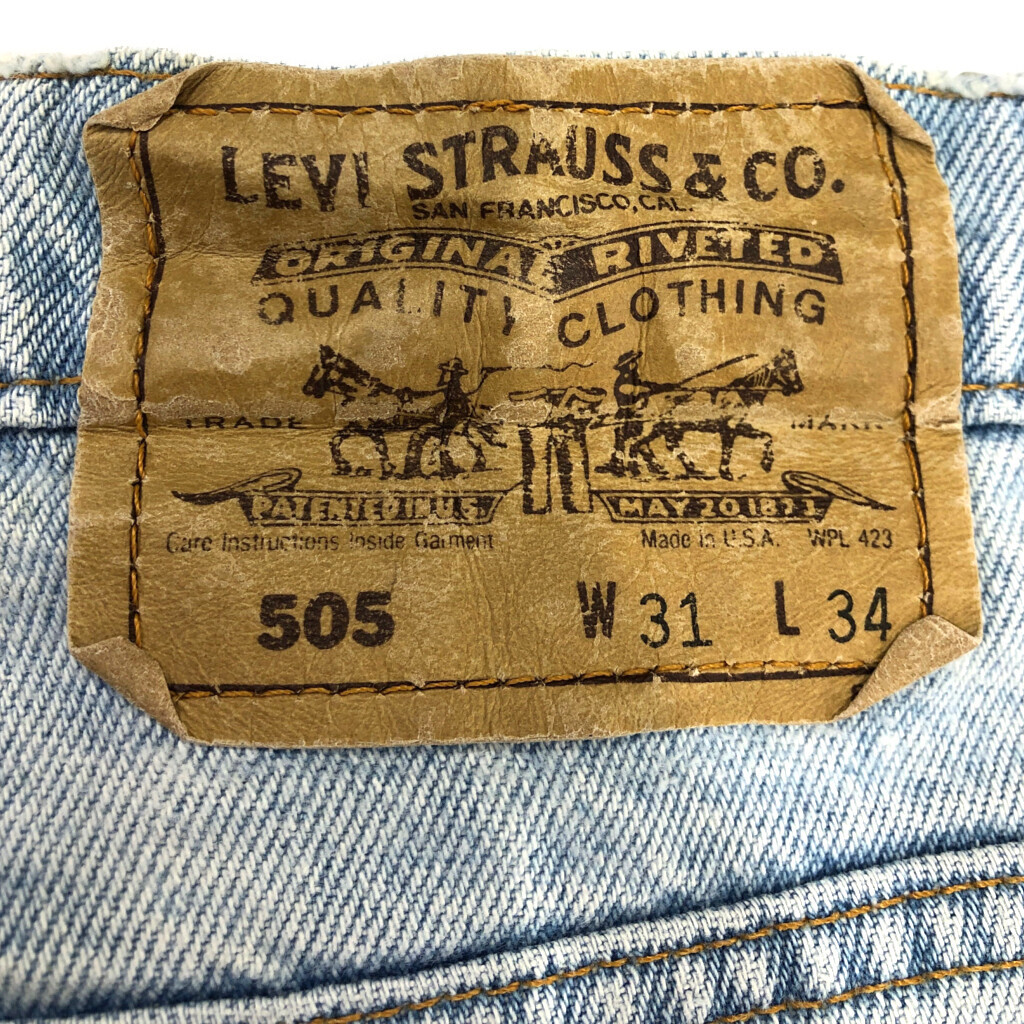 LEVI STRAUSS & CO.
SAN FRANCISCO, CAL.
ORIGINAL RIVETED
QUALITY CLOTHING
TRADE MARK
PATENTED IN U.S. MAY 20 1873
Care Instructions Inside Garment Made in U.S.A. WPL 423
505 W 31 L 34